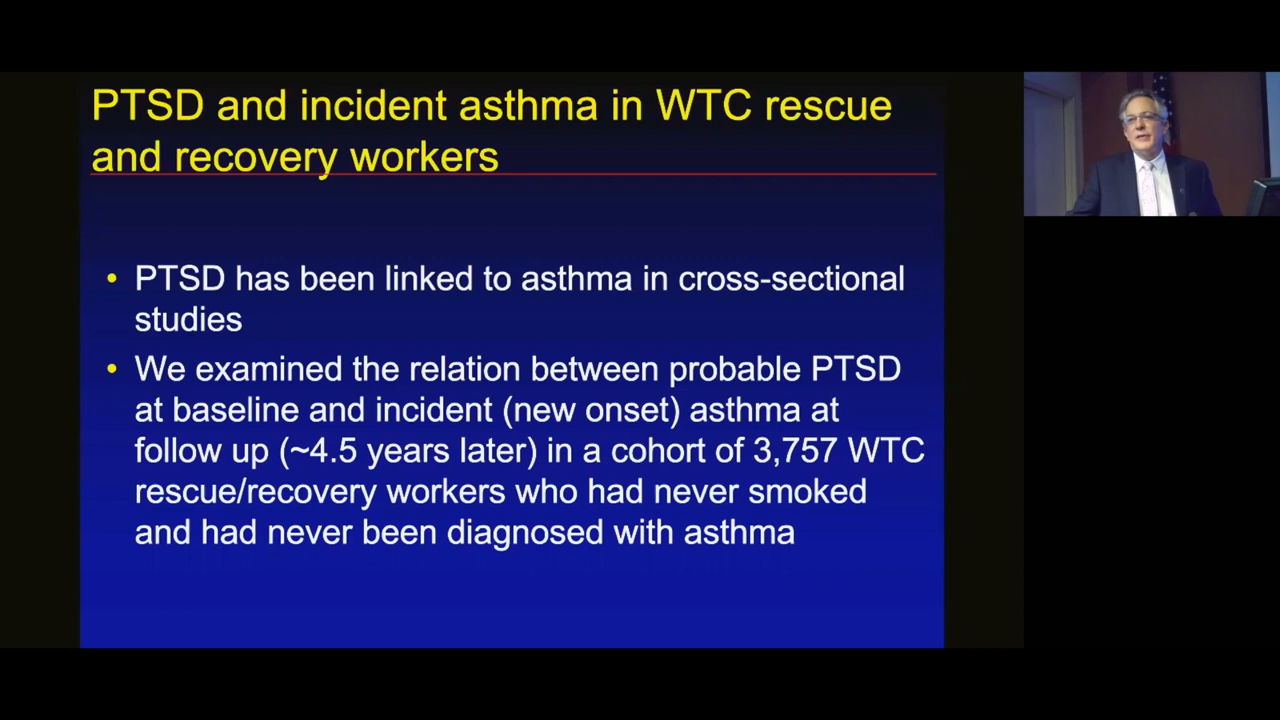 PTSD and incident asthma in WTC rescue
and recovery workers
• PTSD has been linked to asthma in cross-sectional
studies
• We examined the relation between probable PTSD
at baseline and incident (new onset) asthma at
follow up (~4.5 years later) in a cohort of 3,757 WTC
rescue/recovery workers who had never smoked
and had never been diagnosed with asthma